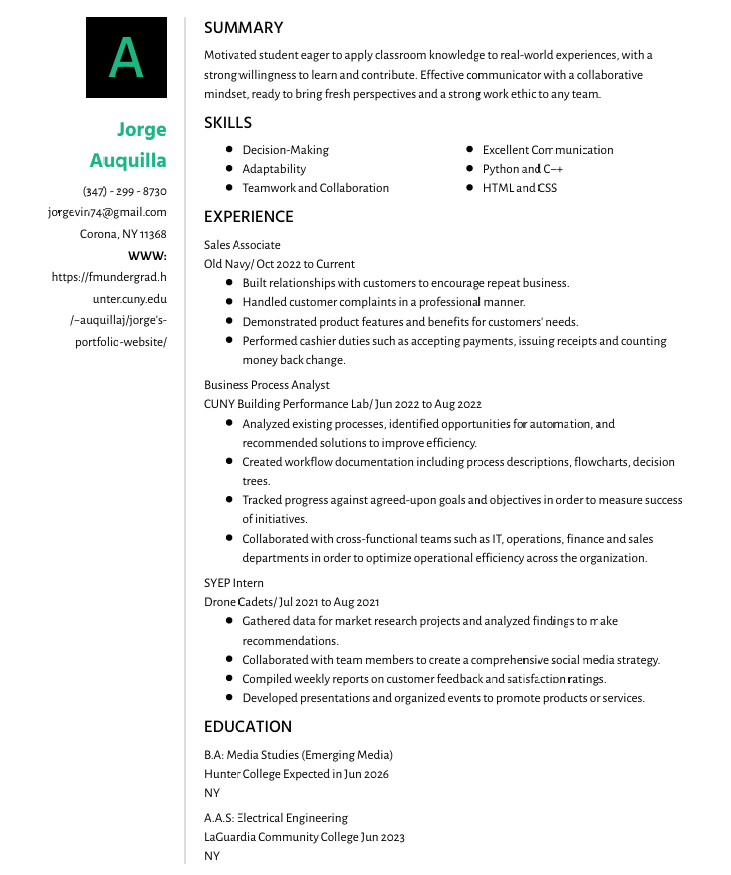 A
Jorge
Auquilla
(347) - 299 - 8730
jorgevin74@gmail.com
Corona, NY 11368
WWW:
https://fmundergrad.h
unter.cuny.edu
/~auquillaj/jorge's-
portfolio-website/
SUMMARY
Motivated student eager to apply classroom knowledge to real-world experiences, with a
strong willingness to learn and contribute. Effective communicator with a collaborative
mindset, ready to bring fresh perspectives and a strong work ethic to any team.
SKILLS
● Decision-Making
● Adaptability
● Teamwork and Collaboration
● Excellent Communication
● Python and C++
● HTML and CSS
EXPERIENCE
Sales Associate
Old Navy/ Oct 2022 to Current
● Built relationships with customers to encourage repeat business.
● Handled customer complaints in a professional manner.
● Demonstrated product features and benefits for customers' needs.
● Performed cashier duties such as accepting payments, issuing receipts and counting
money back change.
Business Process Analyst
CUNY Building Performance Lab/ Jun 2022 to Aug 2022
● Analyzed existing processes, identified opportunities for automation, and
recommended solutions to improve efficiency.
● Created workflow documentation including process descriptions, flowcharts, decision
trees.
● Tracked progress against agreed-upon goals and objectives in order to measure success
of initiatives.
● Collaborated with cross-functional teams such as IT, operations, finance and sales
departments in order to optimize operational efficiency across the organization.
SYEP Intern
Drone Cadets/ Jul 2021 to Aug 2021
● Gathered data for market research projects and analyzed findings to make
recommendations.
● Collaborated with team members to create a comprehensive social media strategy.
● Compiled weekly reports on customer feedback and satisfaction ratings.
● Developed presentations and organized events to promote products or services.
EDUCATION
B.A: Media Studies (Emerging Media)
Hunter College Expected in Jun 2026
NY
A.A.S: Electrical Engineering
LaGuardia Community College Jun 2023
NY